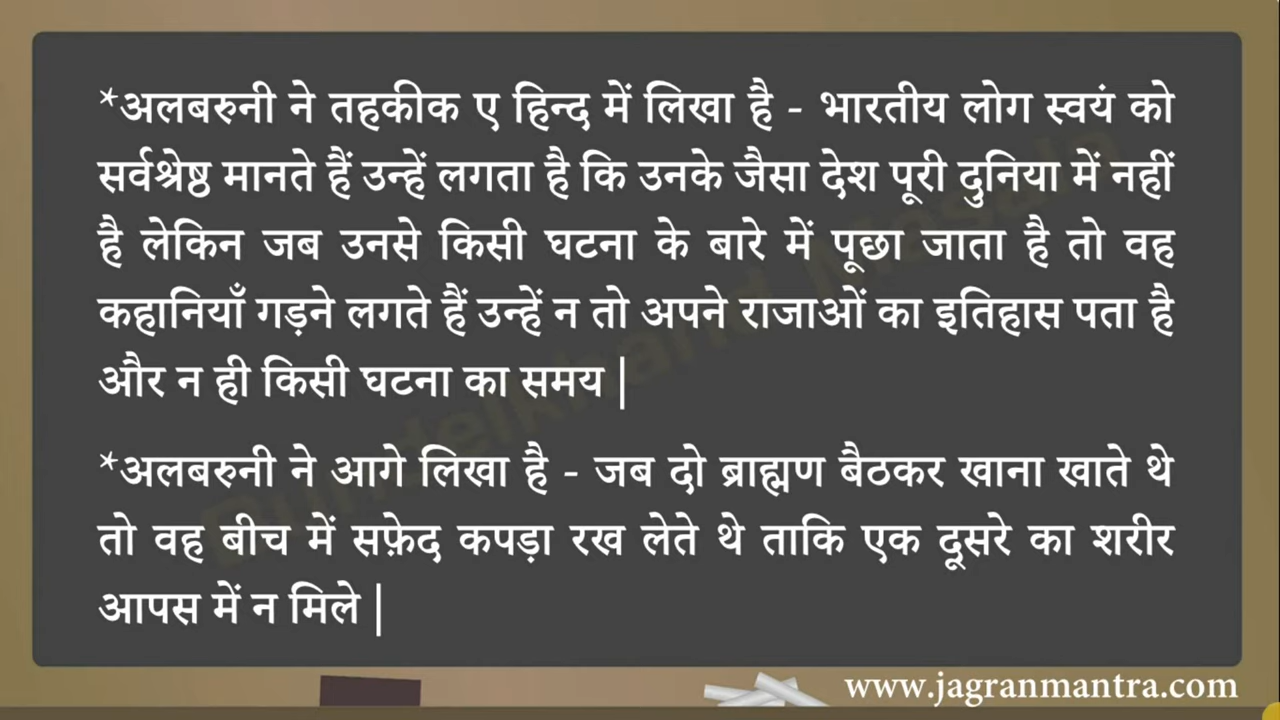 *अलबरुनी ने तहकीक ए हिन्द में लिखा है - भारतीय लोग स्वयं को
सर्वश्रेष्ठ मानते हैं उन्हें लगता है कि उनके जैसा देश पूरी दुनिया में नहीं
है लेकिन जब उनसे किसी घटना के बारे में पूछा जाता है तो वह
कहानियाँ गड़ने लगते हैं उन्हें न तो अपने राजाओं का इतिहास पता है
और न ही किसी घटना का समय |
*अलबरुनी ने आगे लिखा है - जब दो ब्राह्मण बैठकर खाना खाते थे
तो वह बीच में सफ़ेद कपड़ा रख लेते थे ताकि एक दूसरे का शरीर
आपस में न मिले |
Bundelkhand Masala
www.jagranmantra.com